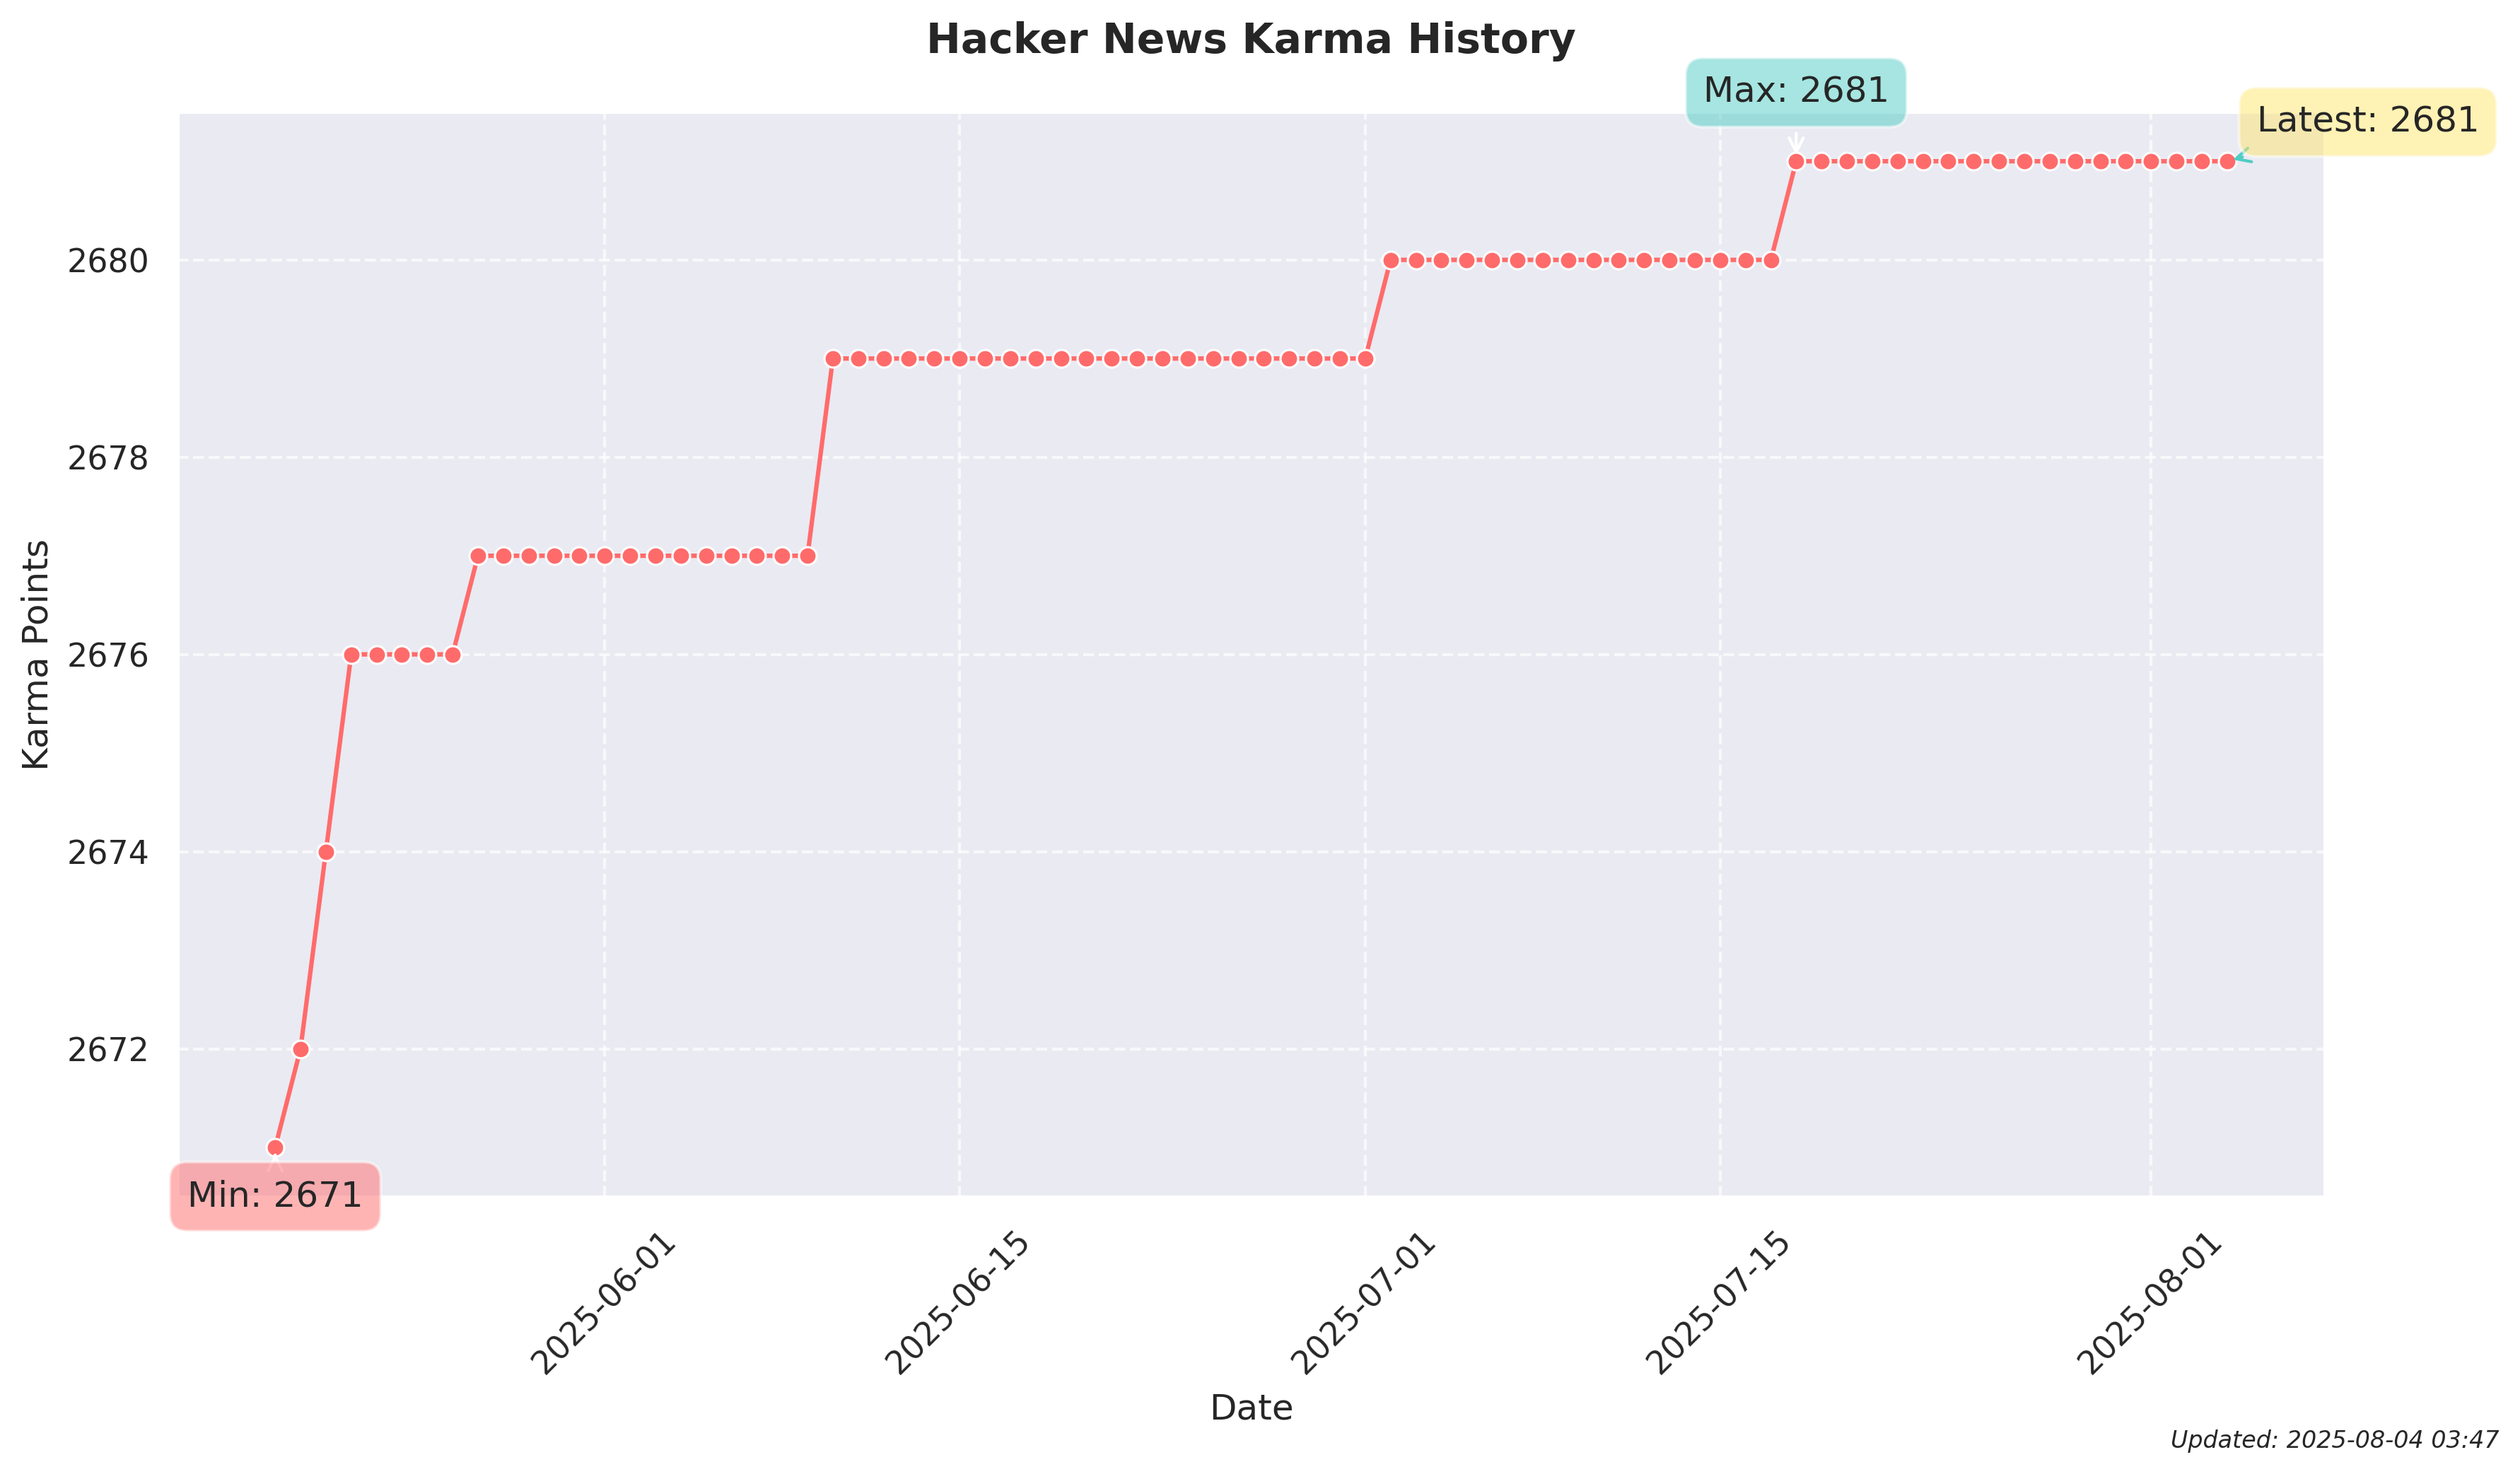 Hacker News Karma History
Max: 2681
Latest: 2681
2680
2678
2676
2674
2672
Karma Points
Min: 2671
2025-06-01
2025-06-15
2025-07-01
2025-07-15
2025-08-01
Date
Updated: 2025-08-04 03:47